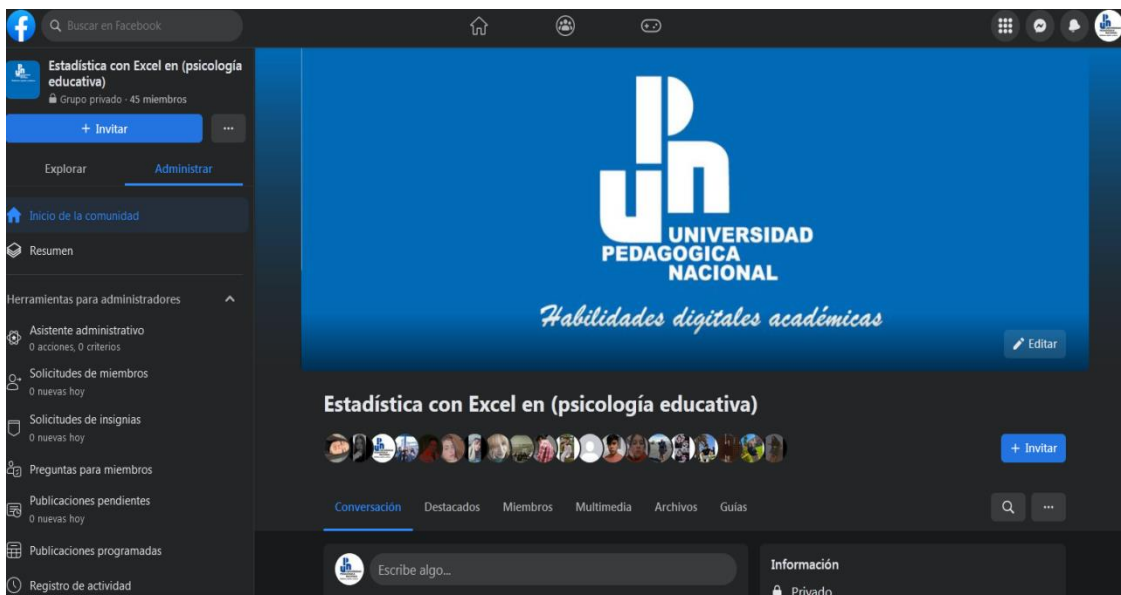 Buscar en Facebook
Estadística con Excel en (psicología
educativa)
Grupo privado · 45 miembros
+ Invitar
...
Explorar
Administrar
Inicio de la comunidad
Resumen
Herramientas para administradores
Asistente administrativo
0 acciones, 0 criterios
Solicitudes de miembros
0 nuevas hoy
Solicitudes de insignias
0 nuevas hoy
Preguntas para miembros
Publicaciones pendientes
0 nuevas hoy
Publicaciones programadas
Registro de actividad
upn
UNIVERSIDAD
PEDAGOGICA
NACIONAL
Habilidades digitales académicas
Editar
Estadística con Excel en (psicología educativa)
+ Invitar
Conversación
Destacados
Miembros
Multimedia
Archivos
Guías
...
Escribe algo...
Información
Privado